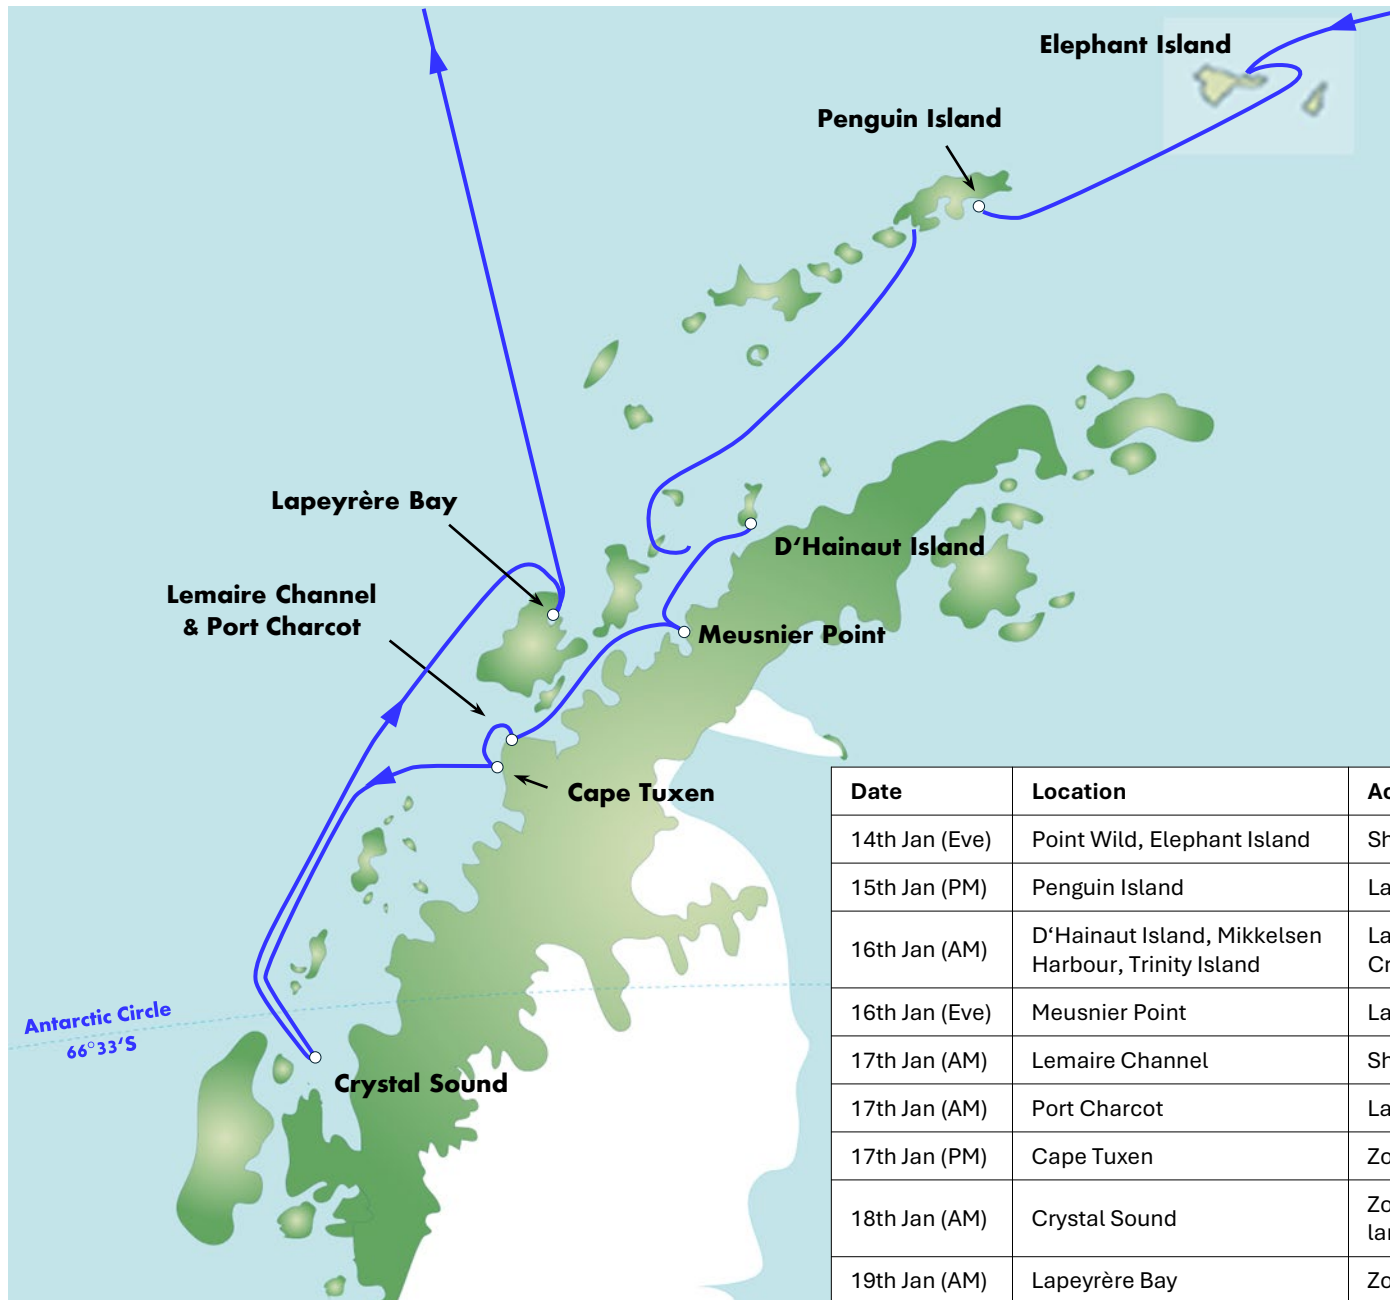 Elephant Island
Penguin Island
Lapeyrère Bay
D‘Hainaut Island
Lemaire Channel
& Port Charcot
Meusnier Point
Cape Tuxen
Antarctic Circle
66°33‘S
Crystal Sound
Date Location
14th Jan (Eve) Point Wild, Elephant Island
15th Jan (PM) Penguin Island
16th Jan (AM) D‘Hainaut Island, Mikkelsen
Harbour, Trinity Island
16th Jan (Eve) Meusnier Point
17th Jan (AM) Lemaire Channel
17th Jan (AM) Port Charcot
17th Jan (PM) Cape Tuxen
18th Jan (AM) Crystal Sound
19th Jan (AM) Lapeyrère Bay